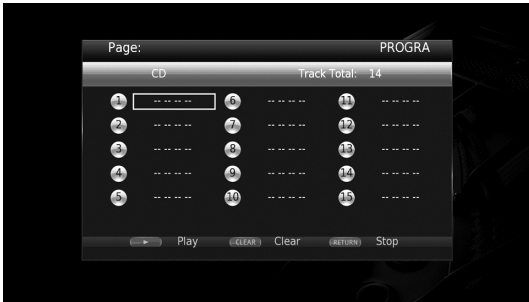 Page: PROGRA
CD Track Total: 14
1 -- -- -- -- 6 -- -- -- -- 11 -- -- -- --
2 -- -- -- -- 7 -- -- -- -- 12 -- -- -- --
3 -- -- -- -- 8 -- -- -- -- 13 -- -- -- --
4 -- -- -- -- 9 -- -- -- -- 14 -- -- -- --
5 -- -- -- -- 10 -- -- -- -- 15 -- -- -- --
Play CLEAR Clear RETURN Stop